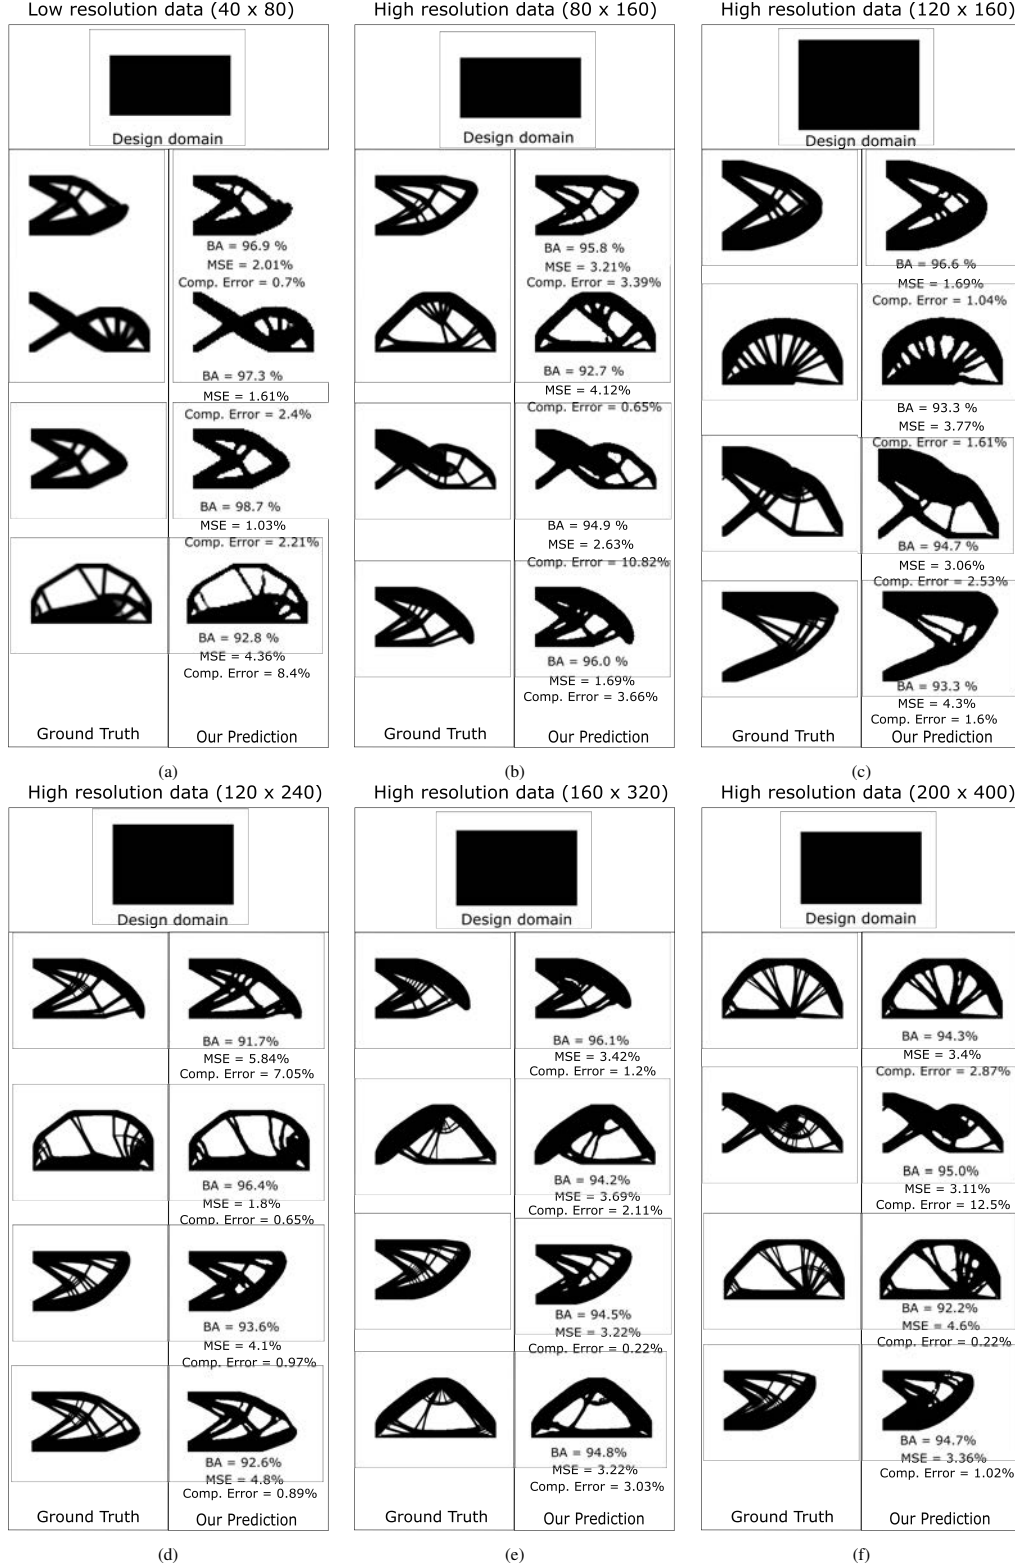 Low resolution data (40 x 80)
Design domain
BA = 96.9 %
MSE = 2.01%
Comp. Error = 0.7%
BA = 97.3 %
MSE = 1.61%
Comp. Error = 2.4%
BA = 98.7 %
MSE = 1.03%
Comp. Error = 2.21%
BA = 92.8 %
MSE = 4.36%
Comp. Error = 8.4%
Ground Truth
Our Prediction
(a)
High resolution data (80 x 160)
Design domain
BA = 95.8 %
MSE = 3.21%
Comp. Error = 3.39%
BA = 92.7 %
MSE = 4.12%
Comp. Error = 0.65%
BA = 94.9 %
MSE = 2.63%
Comp. Error = 10.82%
BA = 96.0 %
MSE = 1.69%
Comp. Error = 3.66%
Ground Truth
Our Prediction
(b)
High resolution data (120 x 160)
Design domain
BA = 96.6 %
MSE = 1.69%
Comp. Error = 1.04%
BA = 93.3 %
MSE = 3.77%
Comp. Error = 1.61%
BA = 94.7 %
MSE = 3.06%
Comp. Error = 2.53%
BA = 93.3 %
MSE = 4.3%
Comp. Error = 1.6%
Ground Truth
Our Prediction
(c)
High resolution data (120 x 240)
Design domain
BA = 91.7%
MSE = 5.84%
Comp. Error = 7.05%
BA = 96.4%
MSE = 1.8%
Comp. Error = 0.65%
BA = 93.6%
MSE = 4.1%
Comp. Error = 0.97%
BA = 92.6%
MSE = 4.8%
Comp. Error = 0.89%
Ground Truth
Our Prediction
(d)
High resolution data (160 x 320)
Design domain
BA = 96.1%
MSE = 3.42%
Comp. Error = 1.2%
BA = 94.2%
MSE = 3.69%
Comp. Error = 2.11%
BA = 94.5%
MSE = 3.22%
Comp. Error = 0.22%
BA = 94.8%
MSE = 3.22%
Comp. Error = 3.03%
Ground Truth
Our Prediction
(e)
High resolution data (200 x 400)
Design domain
BA = 94.3%
MSE = 3.4%
Comp. Error = 2.87%
BA = 95.0%
MSE = 3.11%
Comp. Error = 12.5%
BA = 92.2%
MSE = 4.6%
Comp. Error = 0.22%
BA = 94.7%
MSE = 3.36%
Comp. Error = 1.02%
Ground Truth
Our Prediction
(f)